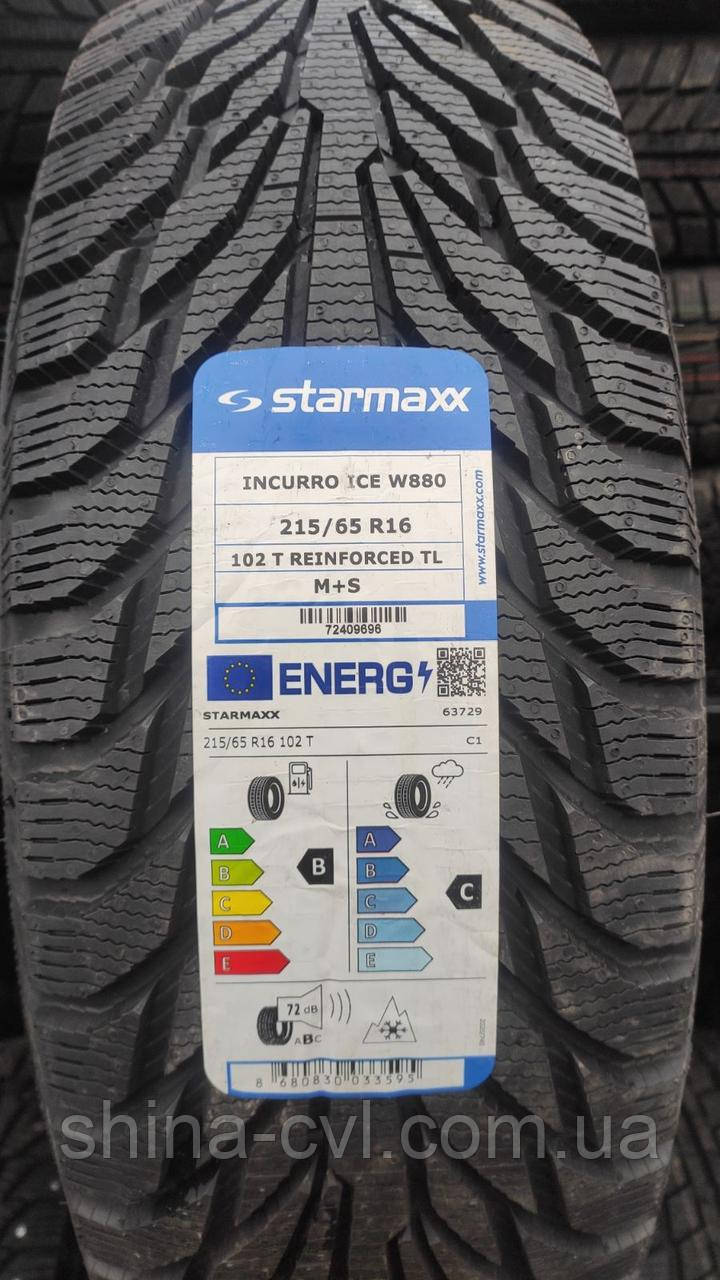 starmaxx
INCURRO ICE W880
215/65 R16
102 T REINFORCED TL
M+S
72409696
www.starmaxx.com
ENERG
STARMAXX 63729
215/65 R16 102 T C1
A A
B B B
C C C
D D
E E
72 dB
ABC
8 680830 033595
shina-cvl.com.ua